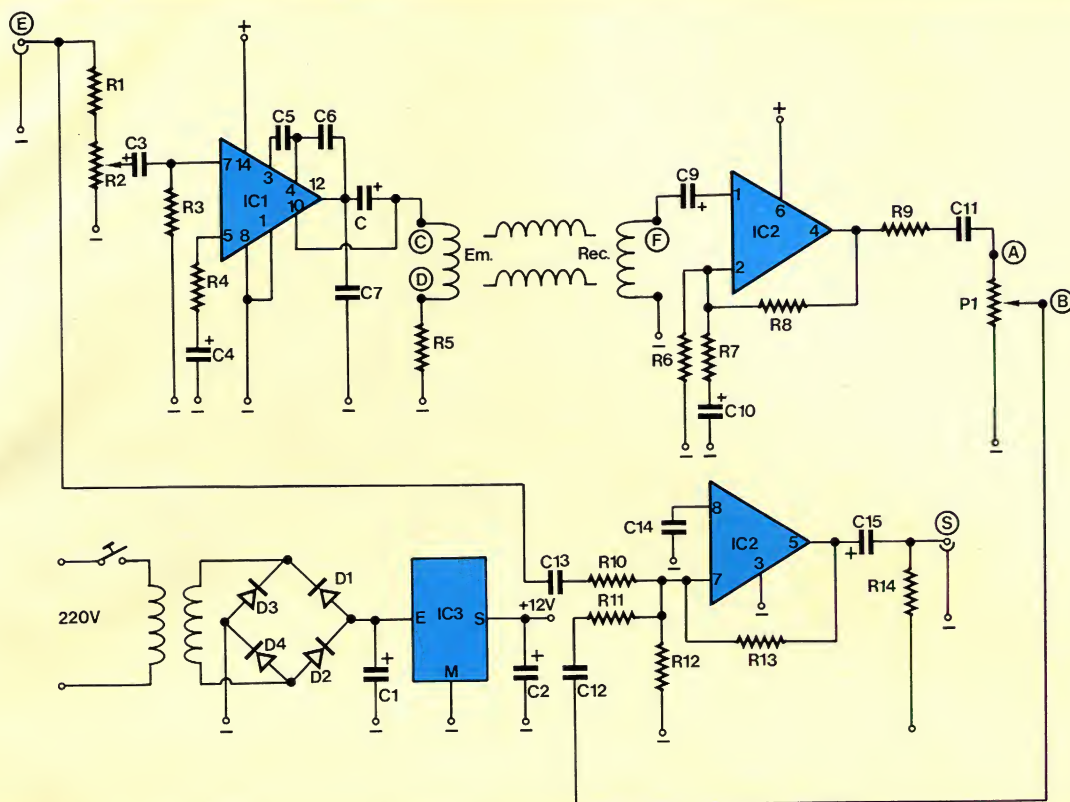 E
+
R1
C5
C6
C3
+
R2
7
14
3
4
12
IC1
10
1
5
8
C
+
R3
R4
C4
+
C7
C
D
Em.
R5
Rec.
F
C9
+
+
1
6
IC2
4
2
R9
C11
A
P1
B
R8
R6
R7
+
C10
220V
D3
D1
D4
D2
+
C1
E
IC3
S
M
+12V
+
C2
C14
C13
R10
R11
C12
R12
8
IC2
5
7
3
R13
C15
+
S
R14